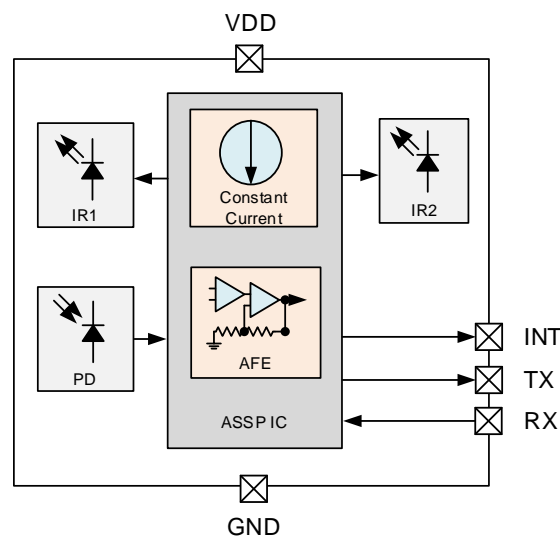 VDD
IR1
Constant
Current
IR2
PD
AFE
ASSP IC
INT
TX
RX
GND